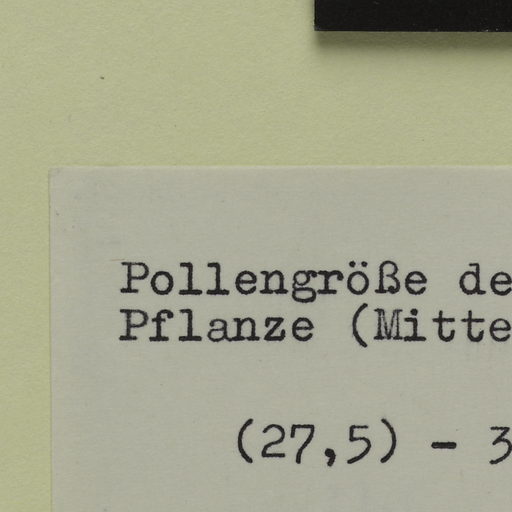 Pollengröße de
Pflanze (Mitte
(27,5) - 3